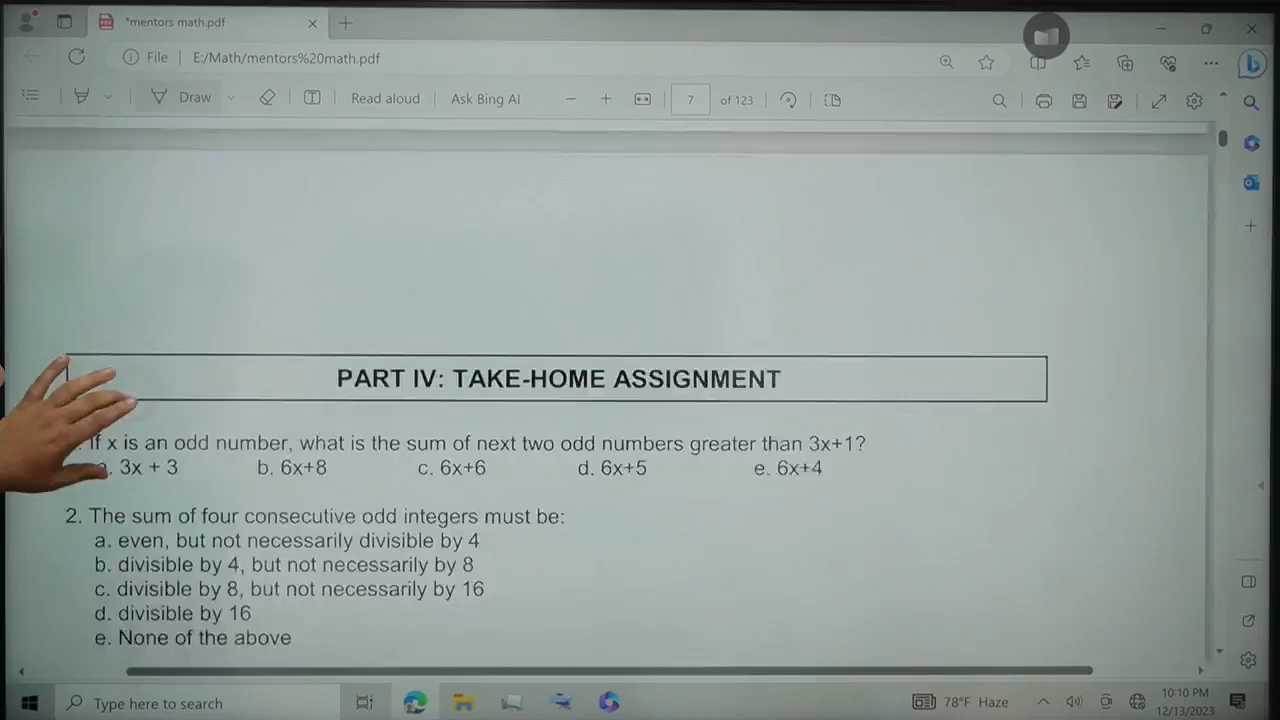 *mentors math.pdf
File E:/Math/mentors%20math.pdf
Draw Read aloud Ask Bing AI 7 of 123
PART IV: TAKE-HOME ASSIGNMENT
If x is an odd number, what is the sum of next two odd numbers greater than 3x+1?
. 3x + 3 b. 6x+8 c. 6x+6 d. 6x+5 e. 6x+4
2. The sum of four consecutive odd integers must be:
a. even, but not necessarily divisible by 4
b. divisible by 4, but not necessarily by 8
c. divisible by 8, but not necessarily by 16
d. divisible by 16
e. None of the above
Type here to search 78°F Haze 10:10 PM
12/13/2023